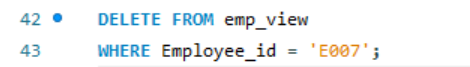 42 DELETE FROM emp_view
43 WHERE Employee_id = 'E007';